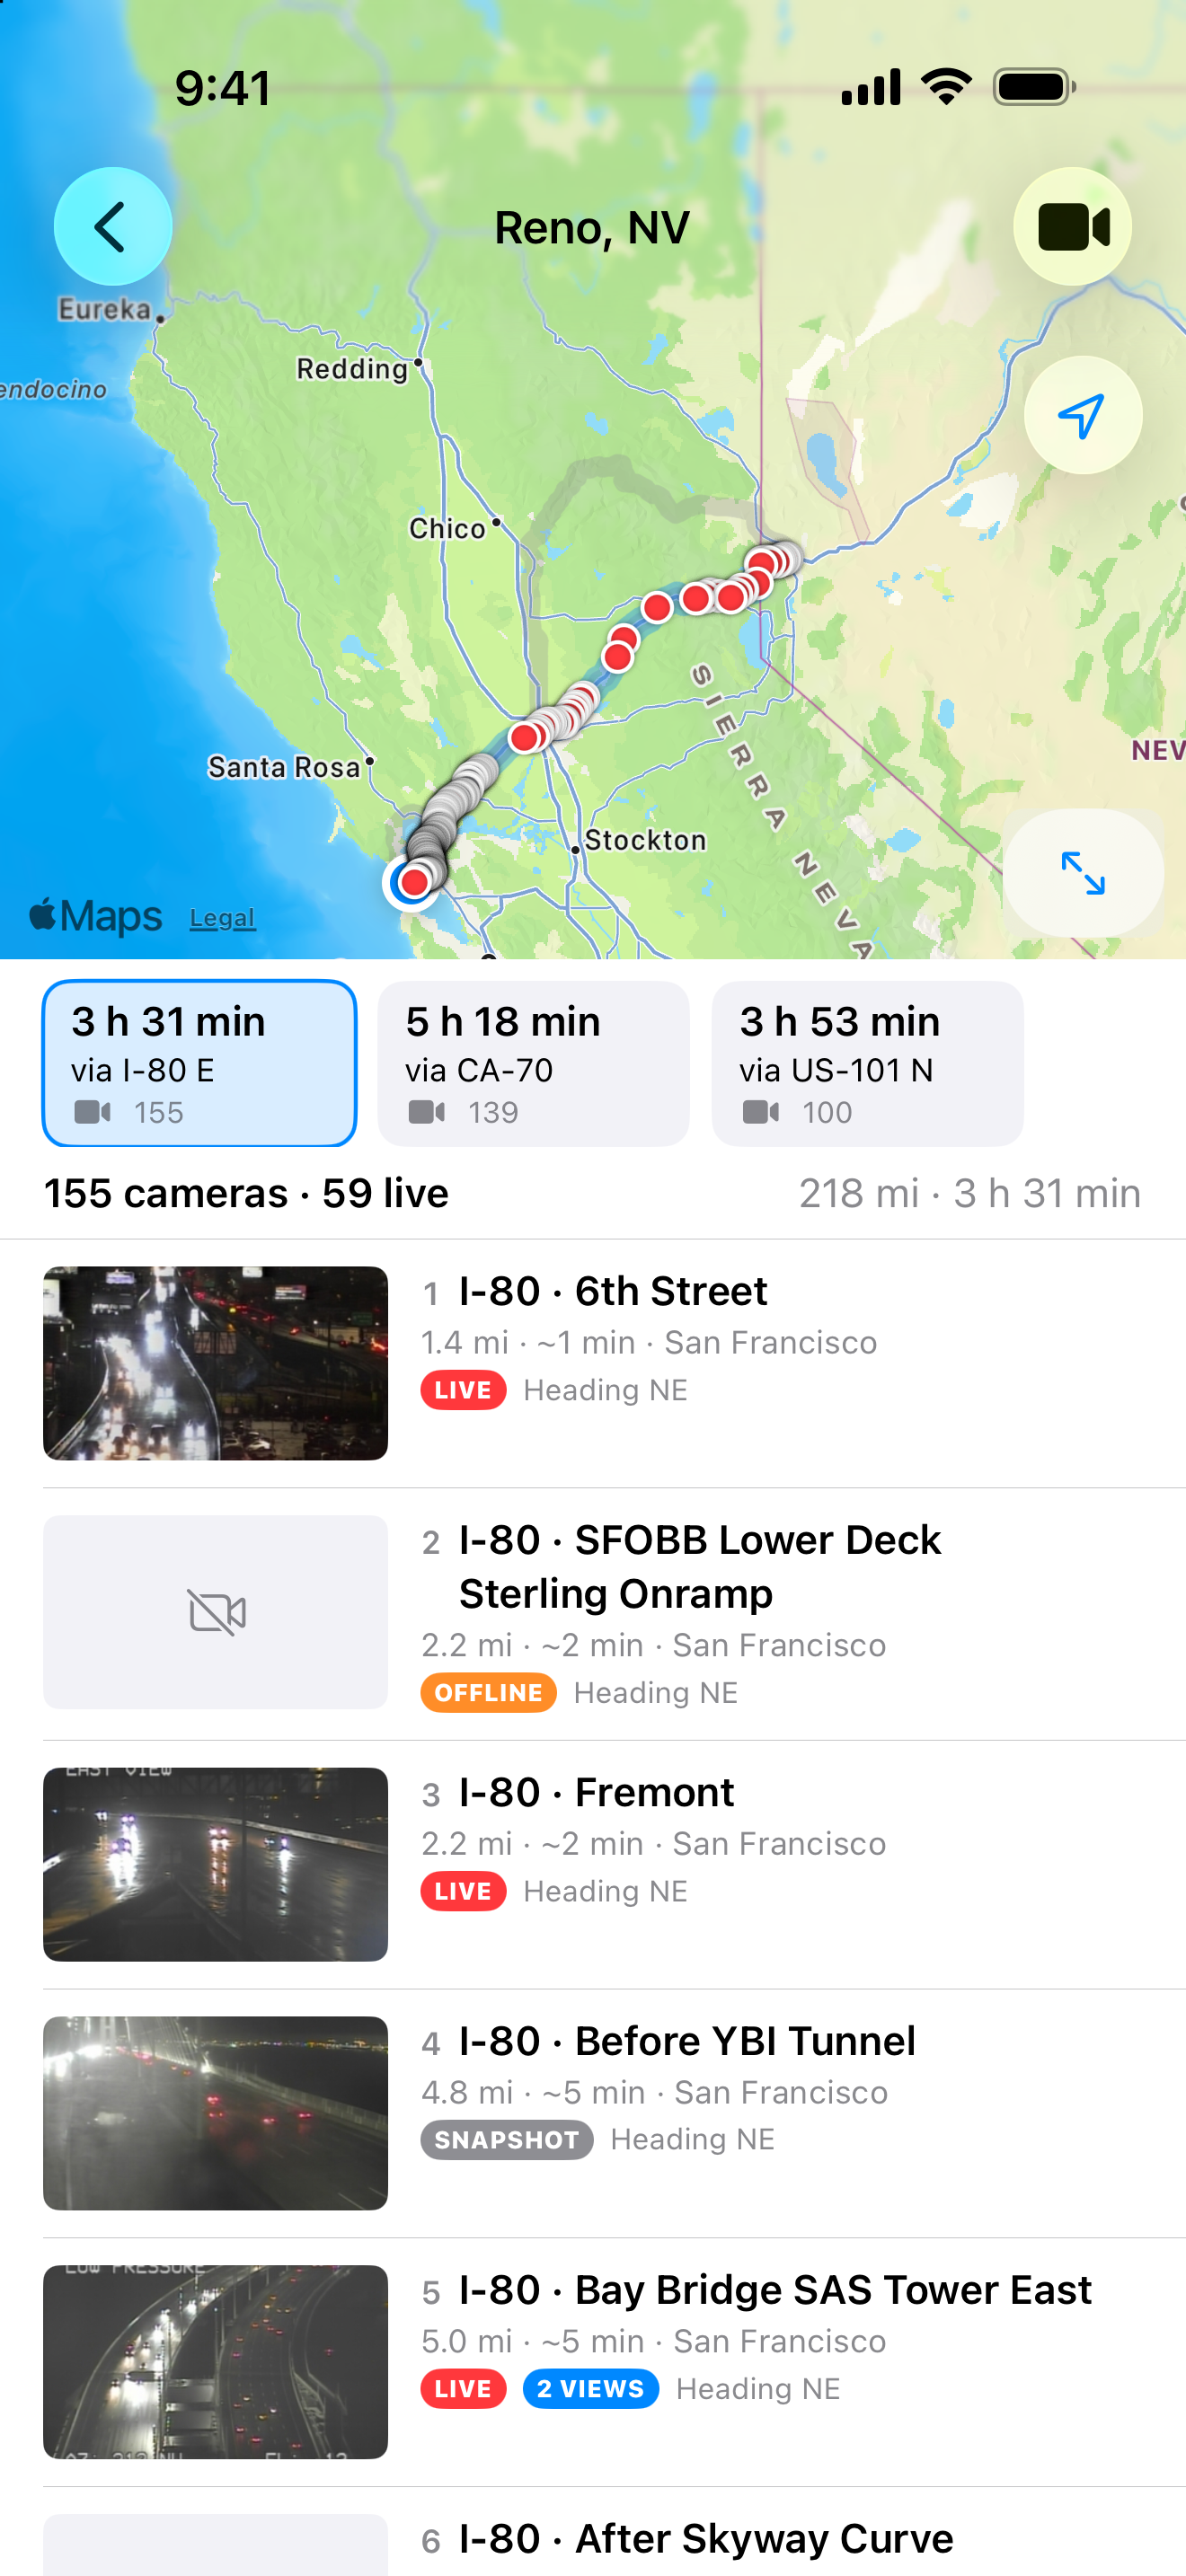 9:41
Reno, NV
Eureka
endocino
Redding
Chico
Santa Rosa
Stockton
SIERRA NEVA
NEV
Maps Legal
3 h 31 min
via I-80 E
155
5 h 18 min
via CA-70
139
3 h 53 min
via US-101 N
100
155 cameras · 59 live
218 mi · 3 h 31 min
1 I-80 · 6th Street
1.4 mi · ~1 min · San Francisco
LIVE Heading NE
2 I-80 · SFOBB Lower Deck
Sterling Onramp
2.2 mi · ~2 min · San Francisco
OFFLINE Heading NE
EAST VIEW
3 I-80 · Fremont
2.2 mi · ~2 min · San Francisco
LIVE Heading NE
4 I-80 · Before YBI Tunnel
4.8 mi · ~5 min · San Francisco
SNAPSHOT Heading NE
LOW PRESSURE
5 I-80 · Bay Bridge SAS Tower East
5.0 mi · ~5 min · San Francisco
LIVE 2 VIEWS Heading NE
6 I-80 · After Skyway Curve